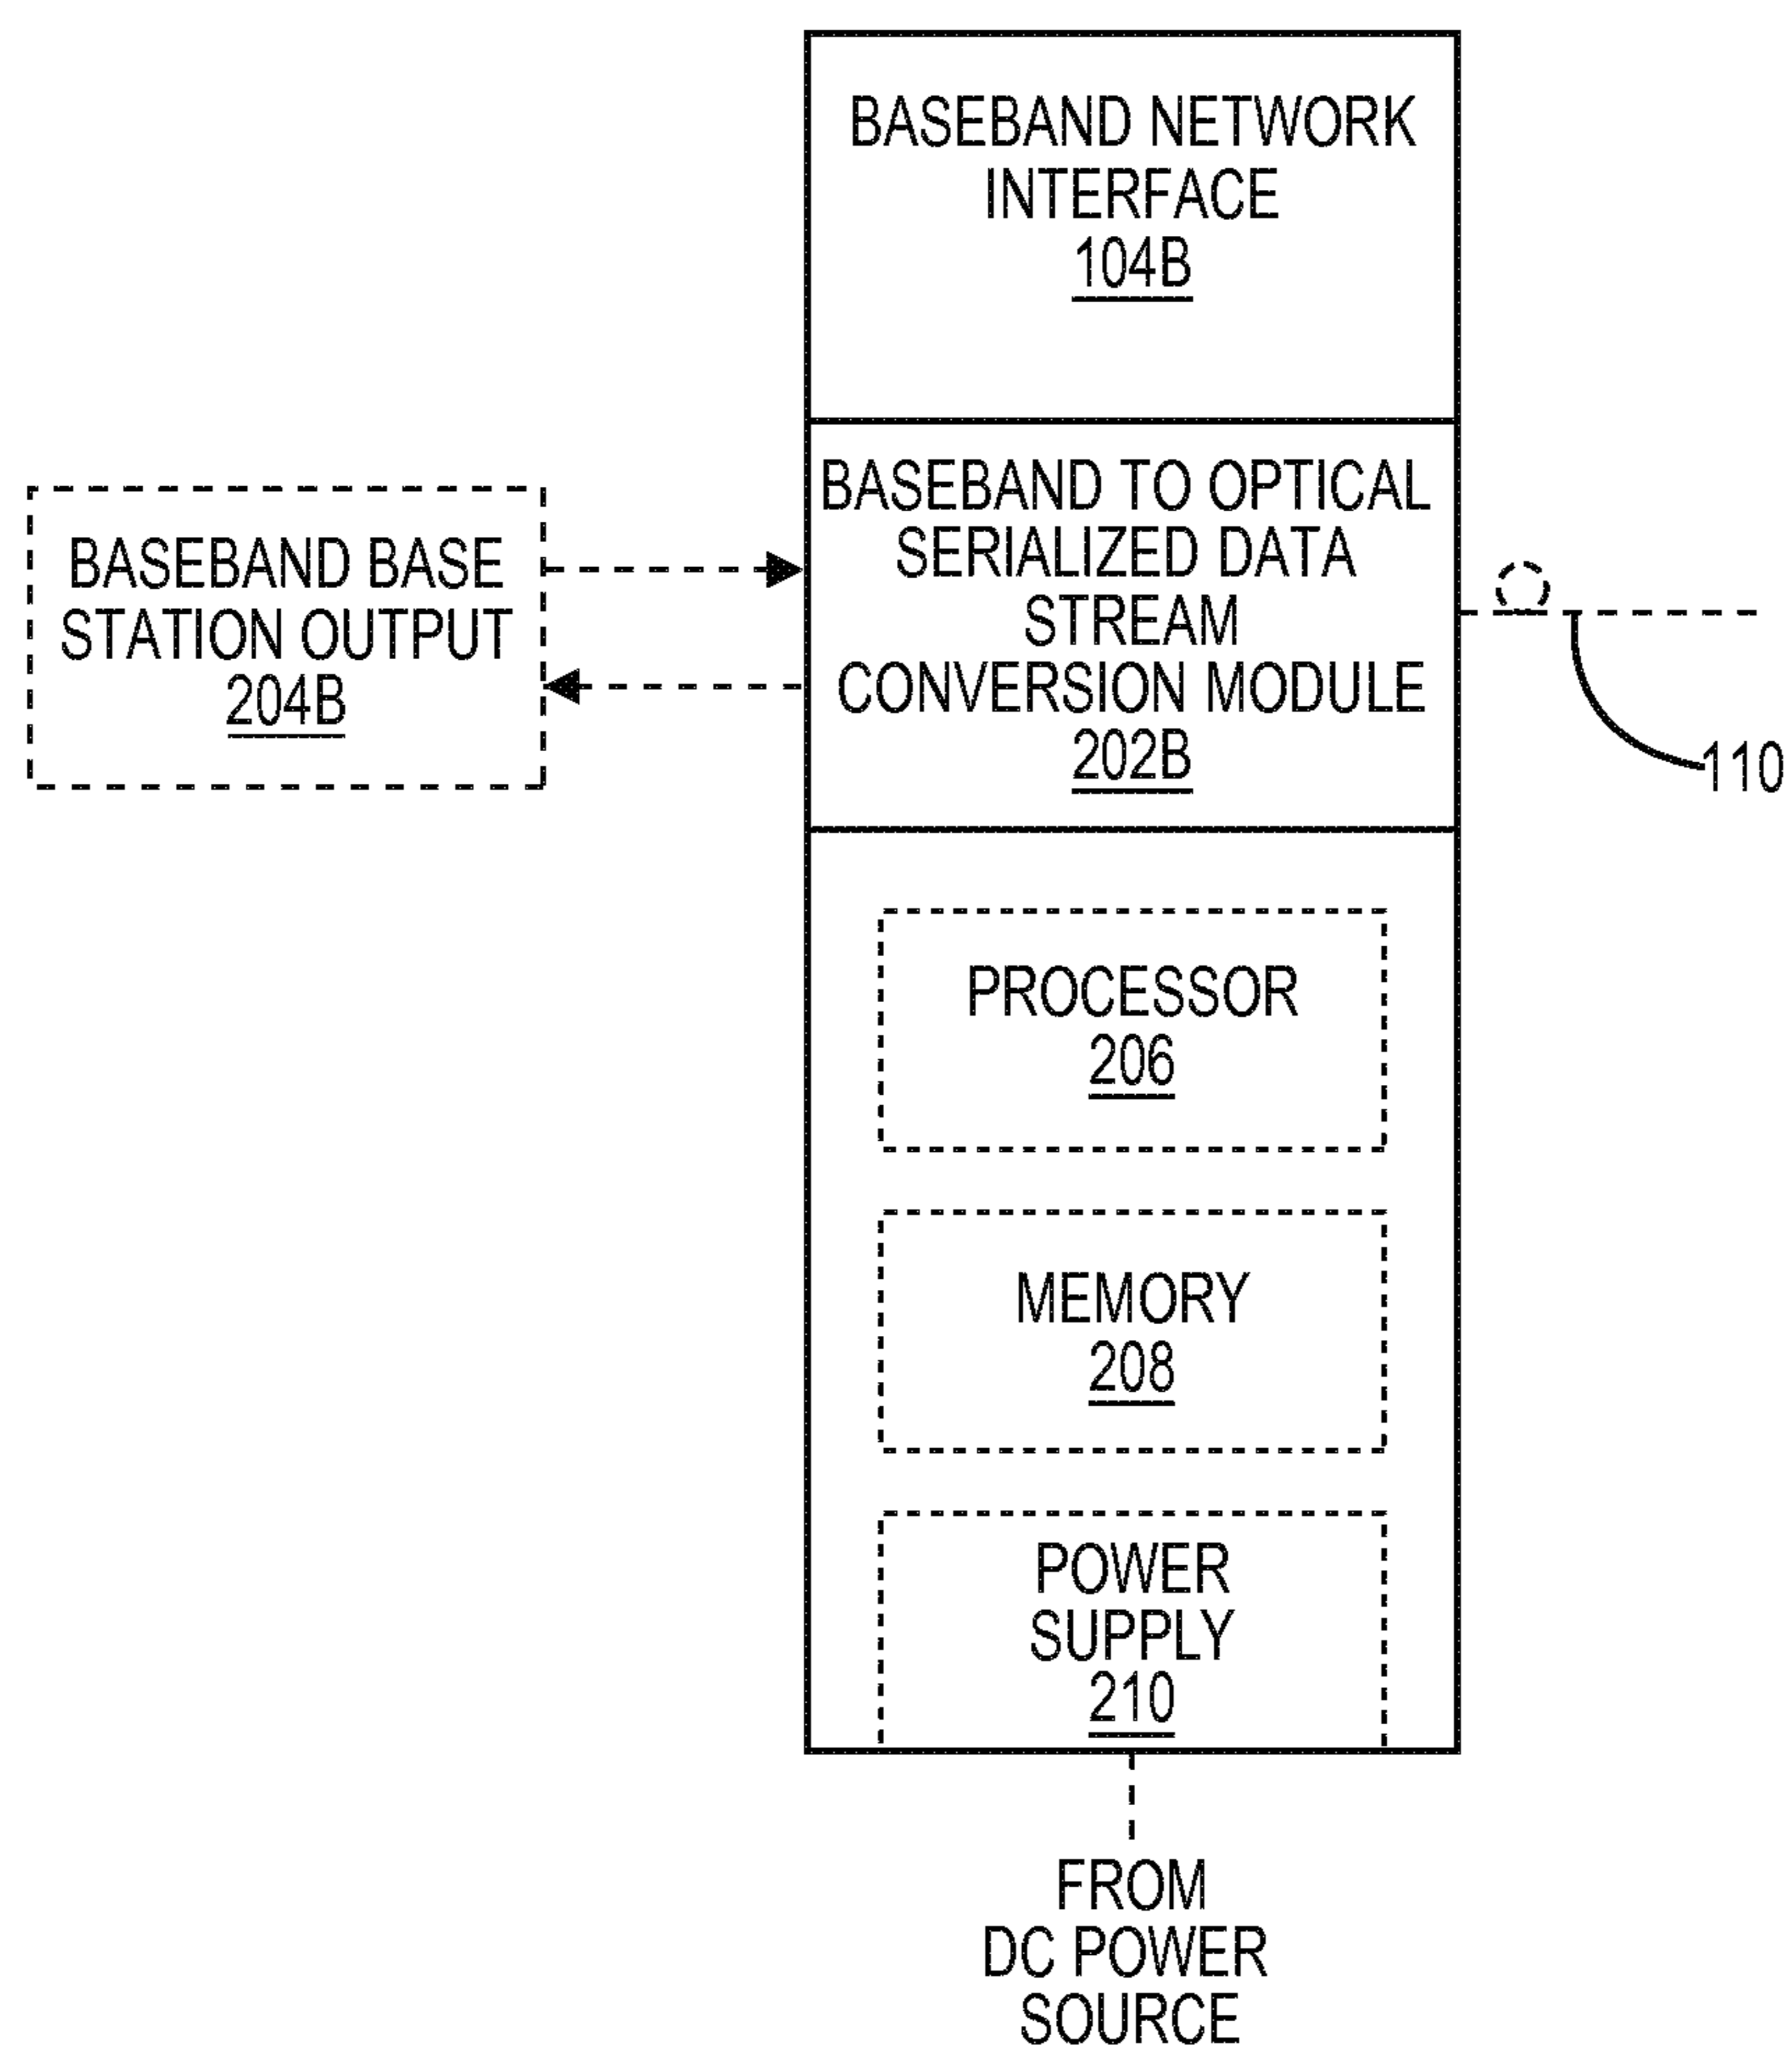 BASEBAND NETWORK
INTERFACE
104B
BASEBAND TO OPTICAL
SERIALIZED DATA
STREAM
CONVERSION MODULE
202B
BASEBAND BASE
STATION OUTPUT
204B
110
PROCESSOR
206
MEMORY
208
POWER
SUPPLY
210
FROM
DC POWER
SOURCE